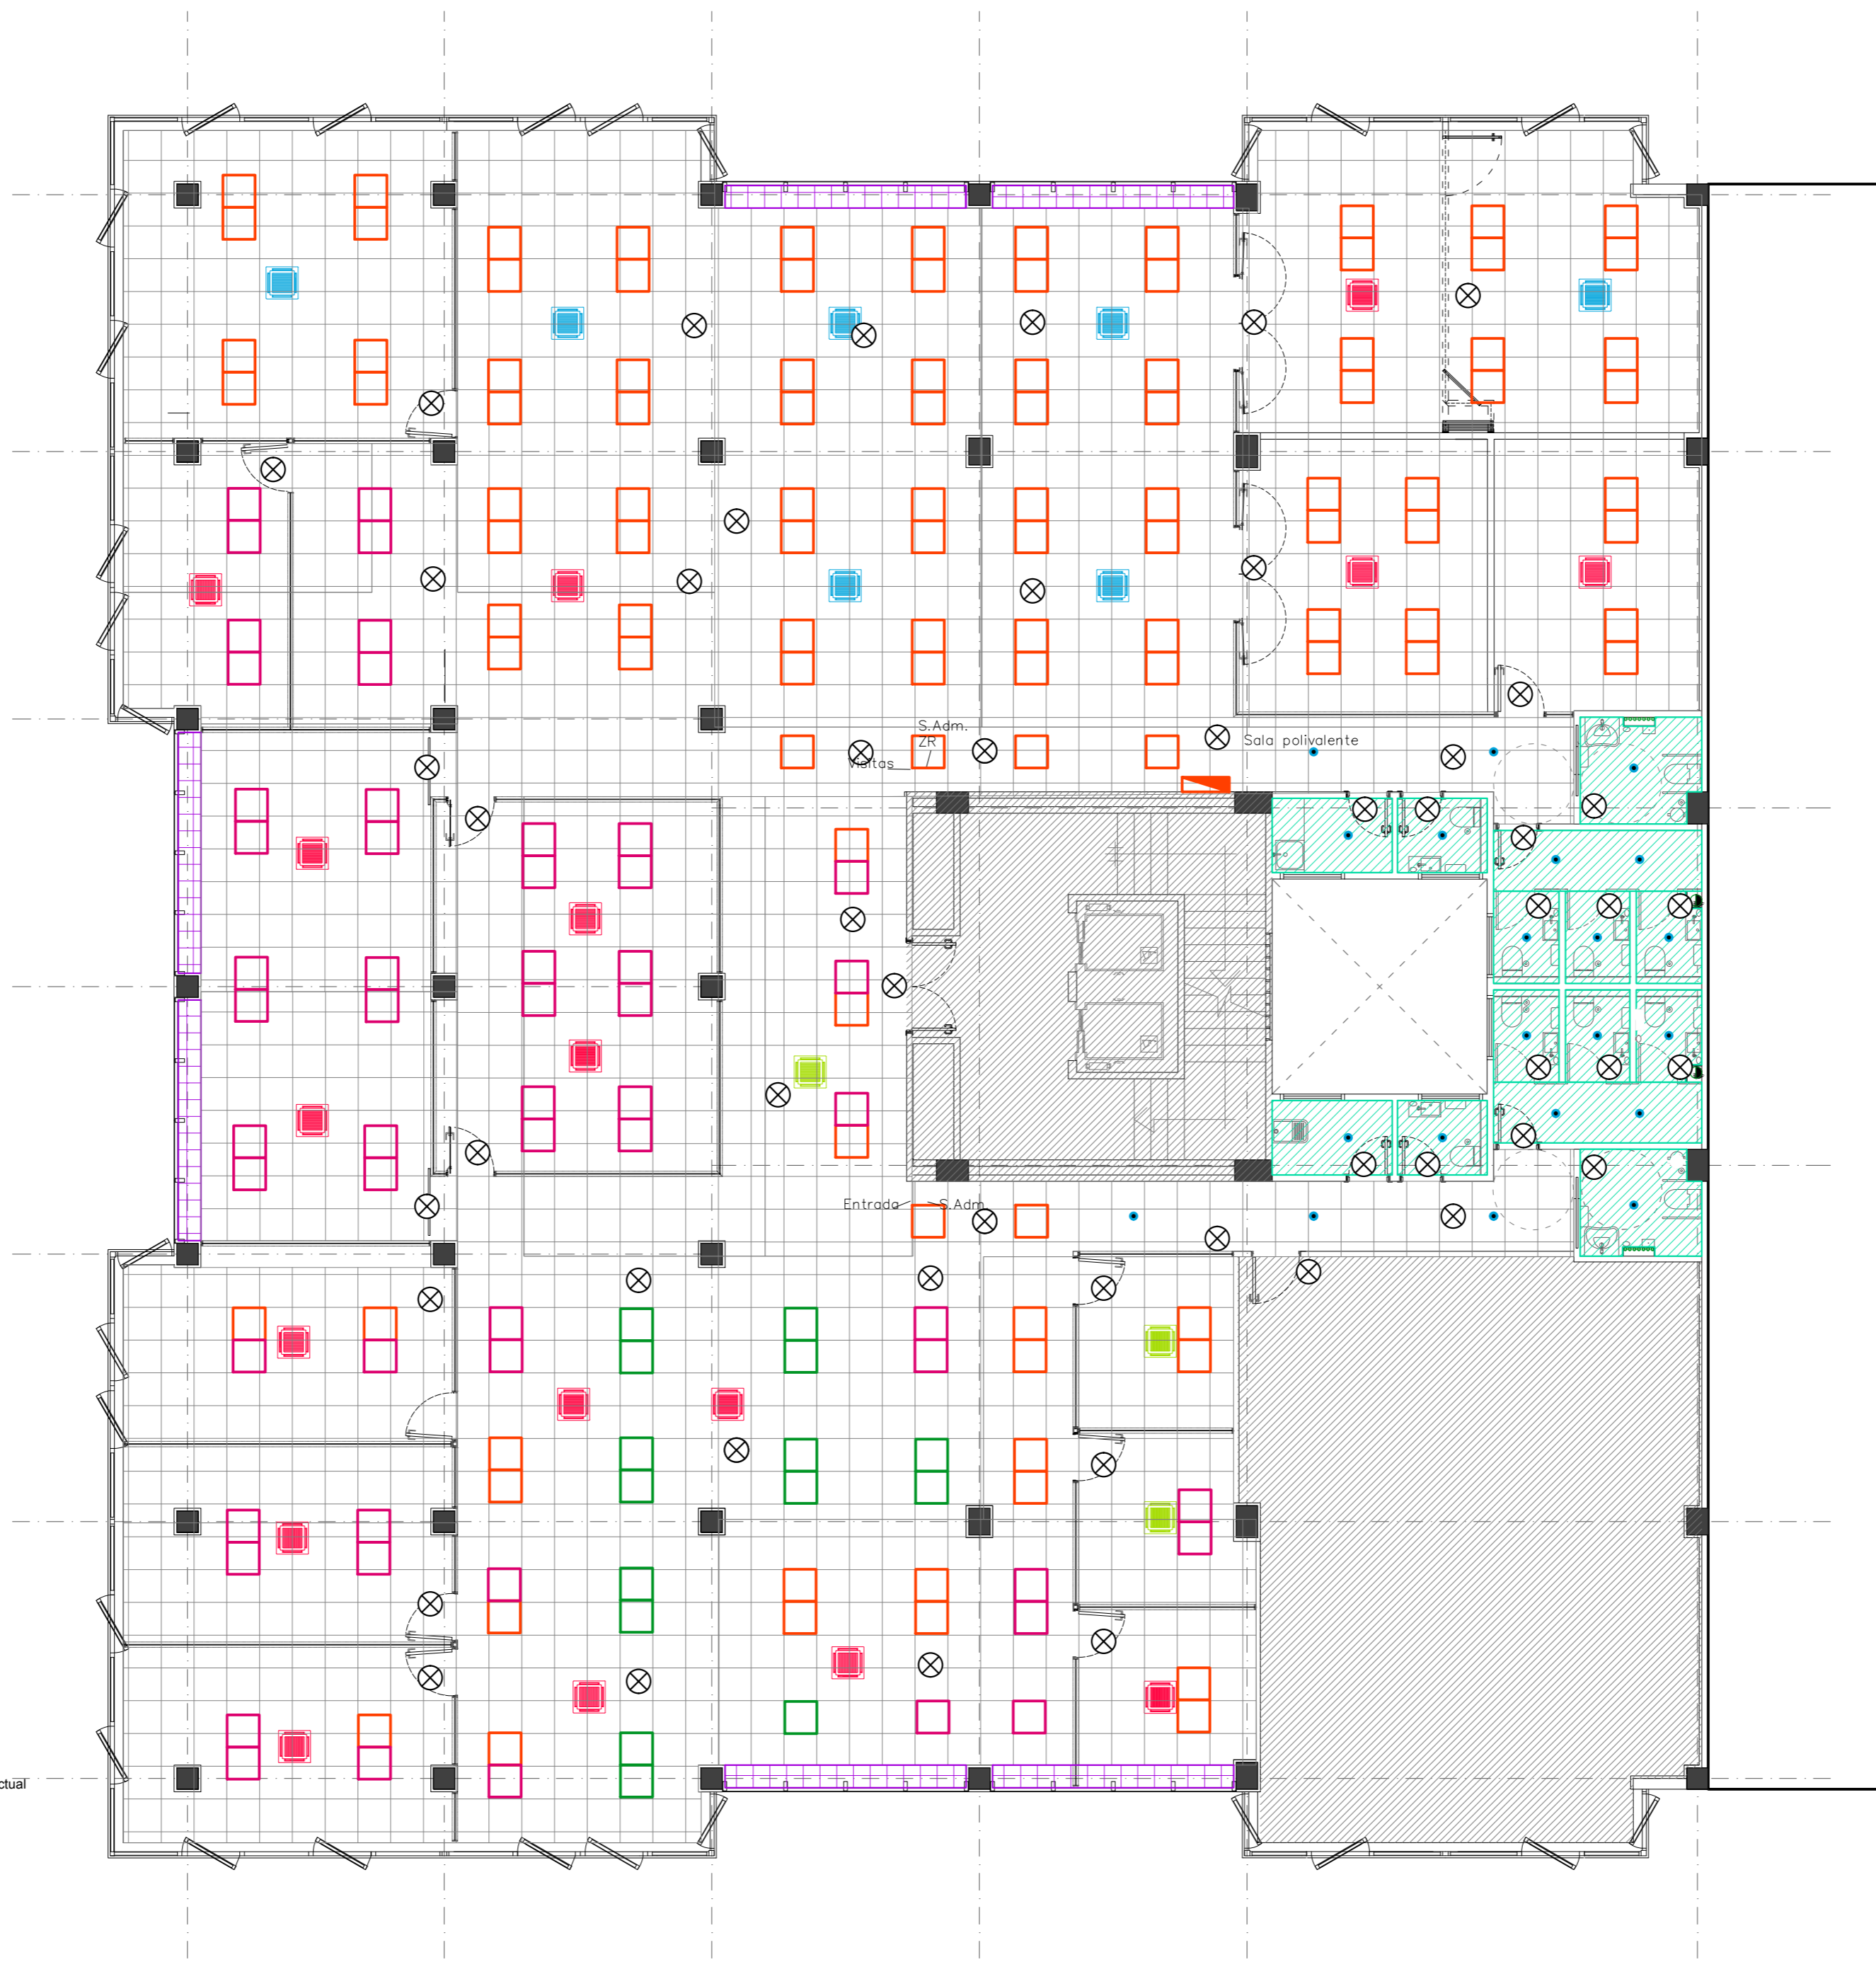 S.Adm.
ZR
Visitas
Sala polivalente
Entrada
S.Adm.
ctual